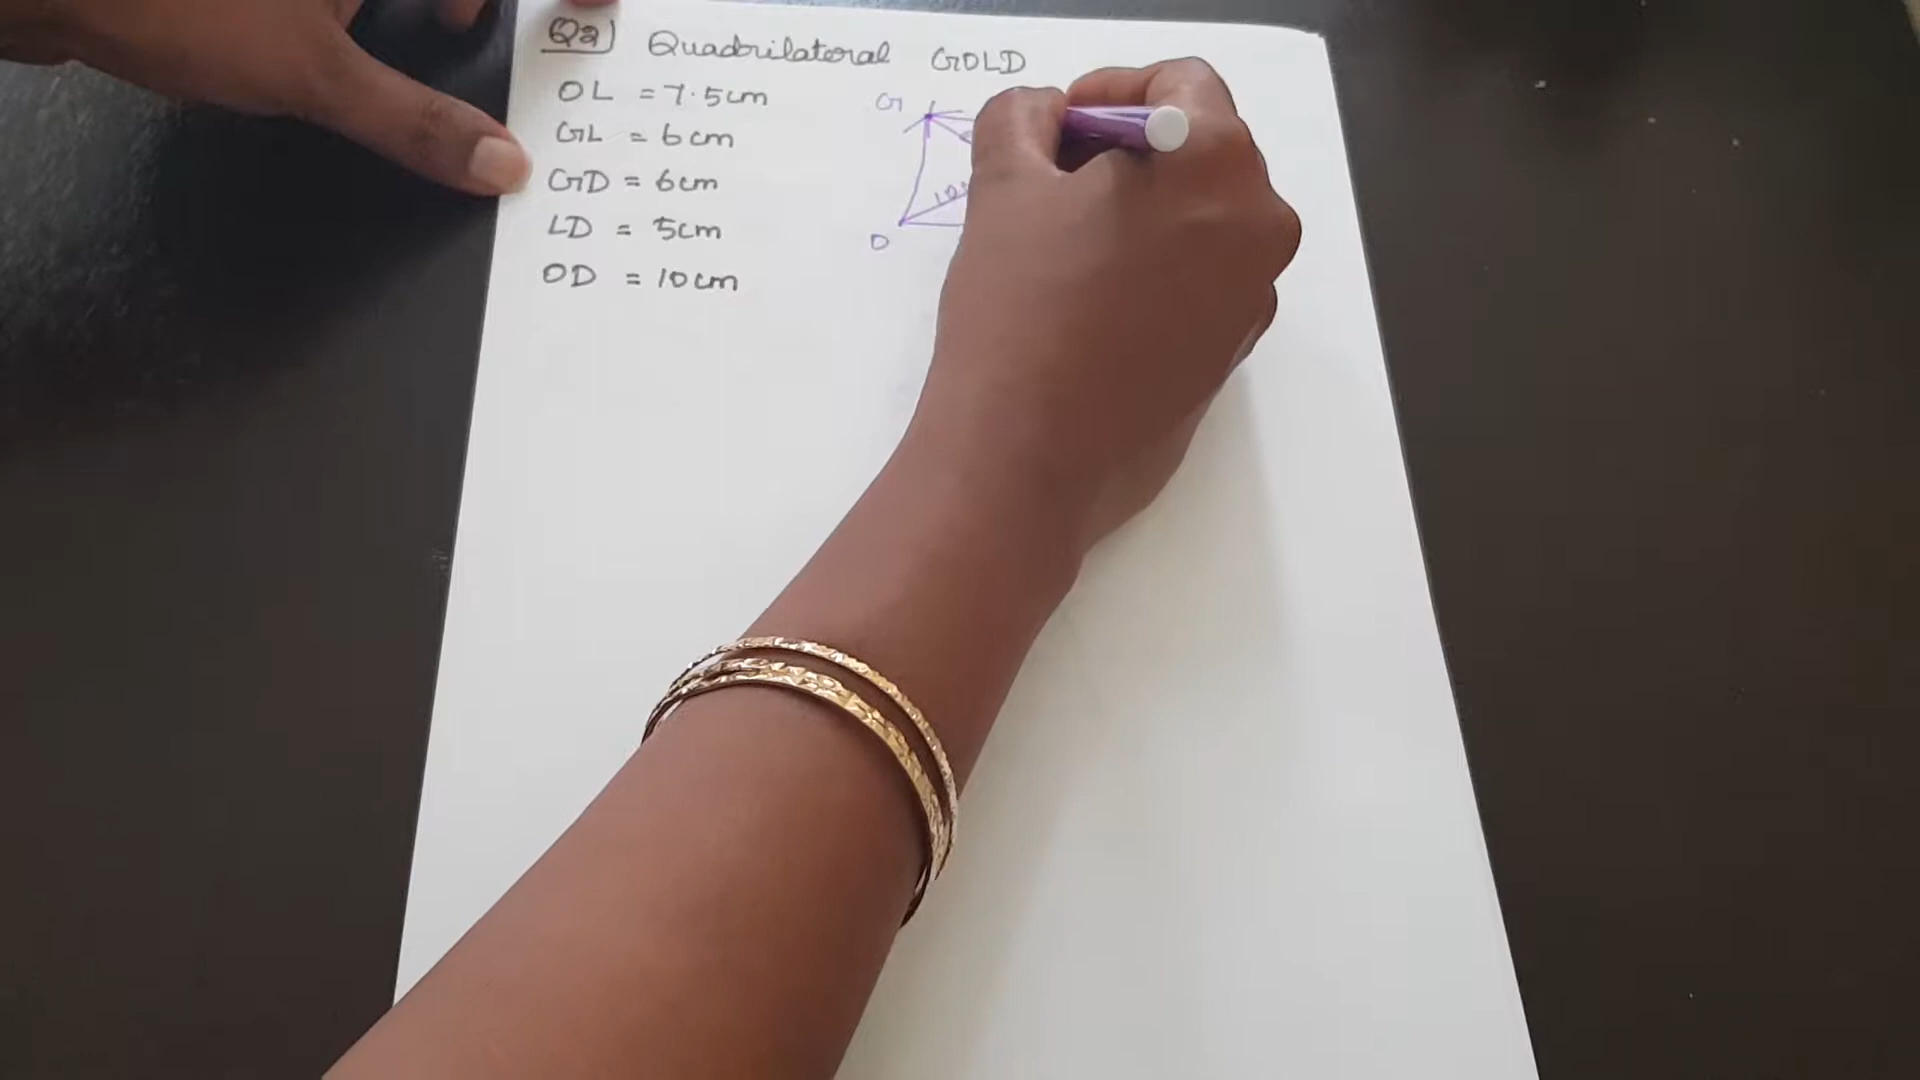 Q2) Quadrilateral GOLD
OL = 7.5cm
GL = 6cm
GD = 6cm
LD = 5cm
OD = 10cm
G
D